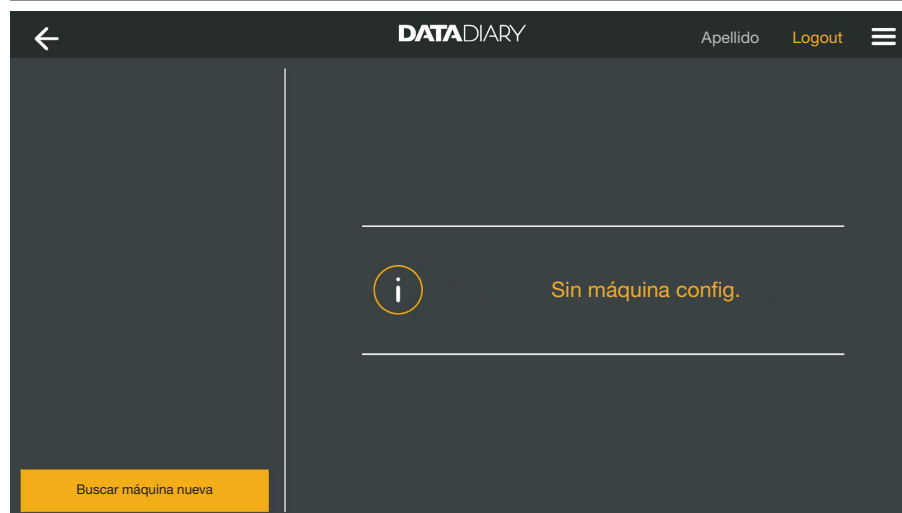 DATADIARY
Apellido
Logout
i
Sin máquina config.
Buscar máquina nueva